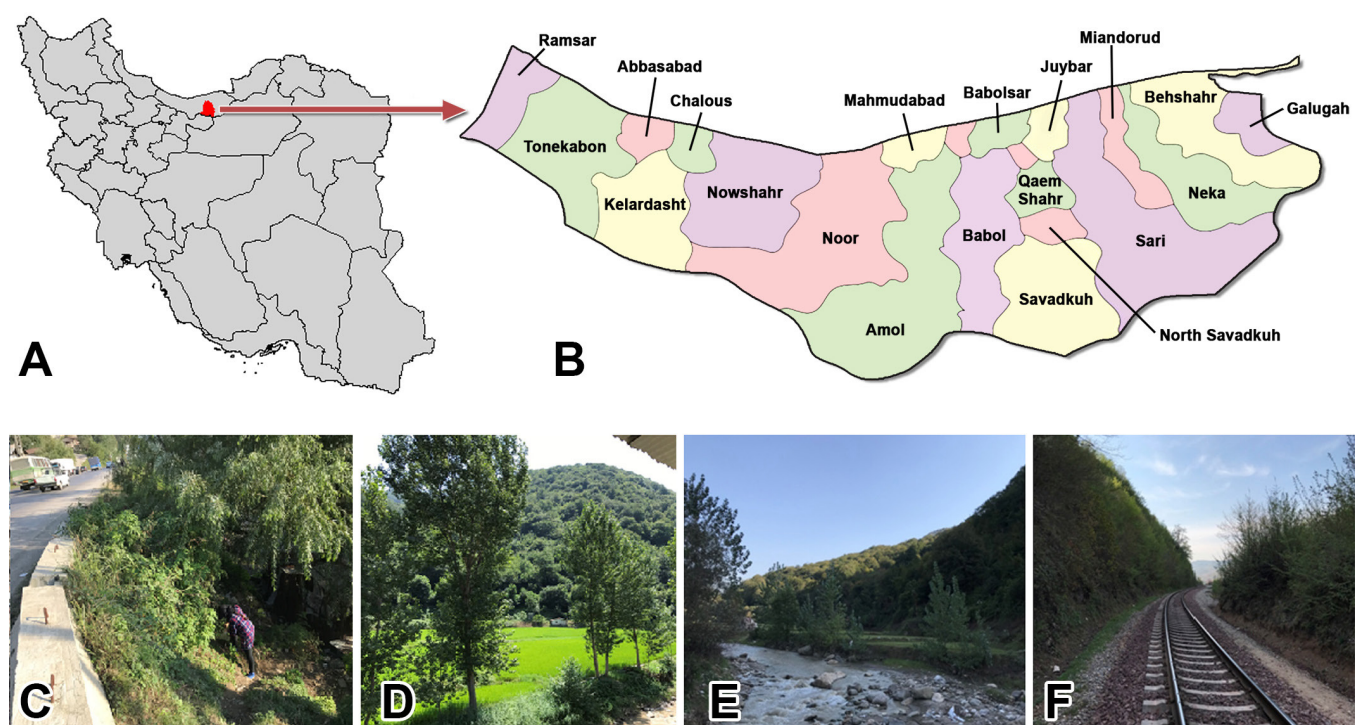 Ramsar
Abbasabad
Chalous
Mahmudabad
Babolsar
Juybar
Miandorud
Behshahr
Galugah
Tonekabon
Kelardasht
Nowshahr
Noor
Amol
Babol
Qaem
Shahr
Sari
Neka
Savadkuh
North Savadkuh
A
B
C
D
E
F